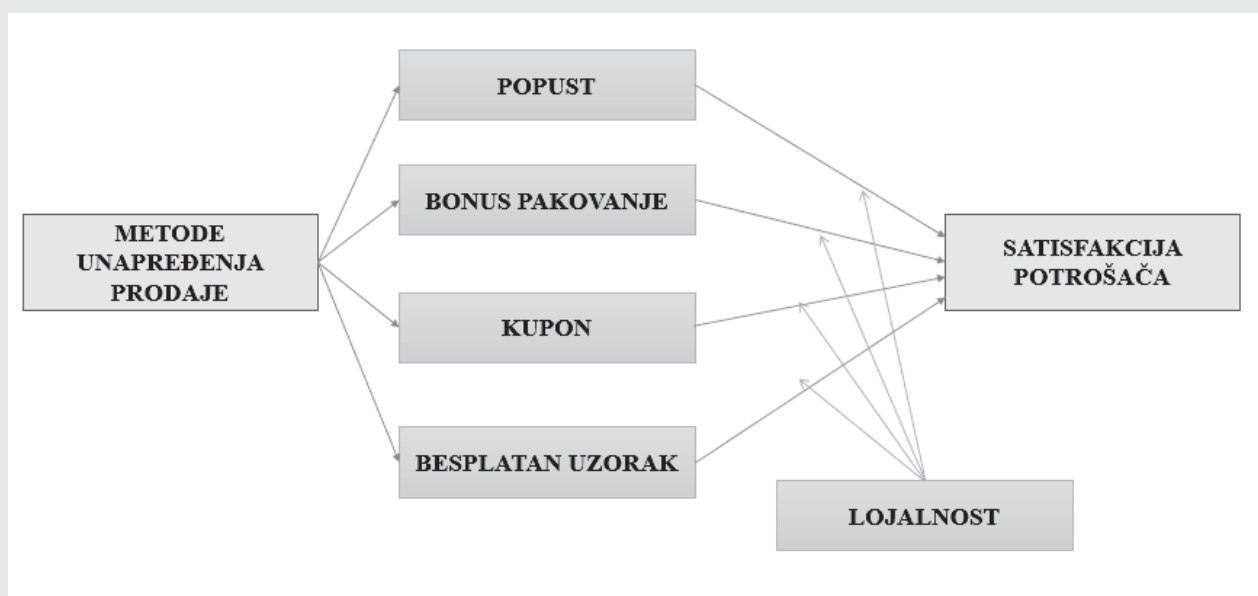 POPUST
BONUS PAKOVANJE
METODE
UNAPREĐENJA
PRODAJE
SATISFAKCIJA
POTROŠAČA
KUPON
BESPLATAN UZORAK
LOJALNOST